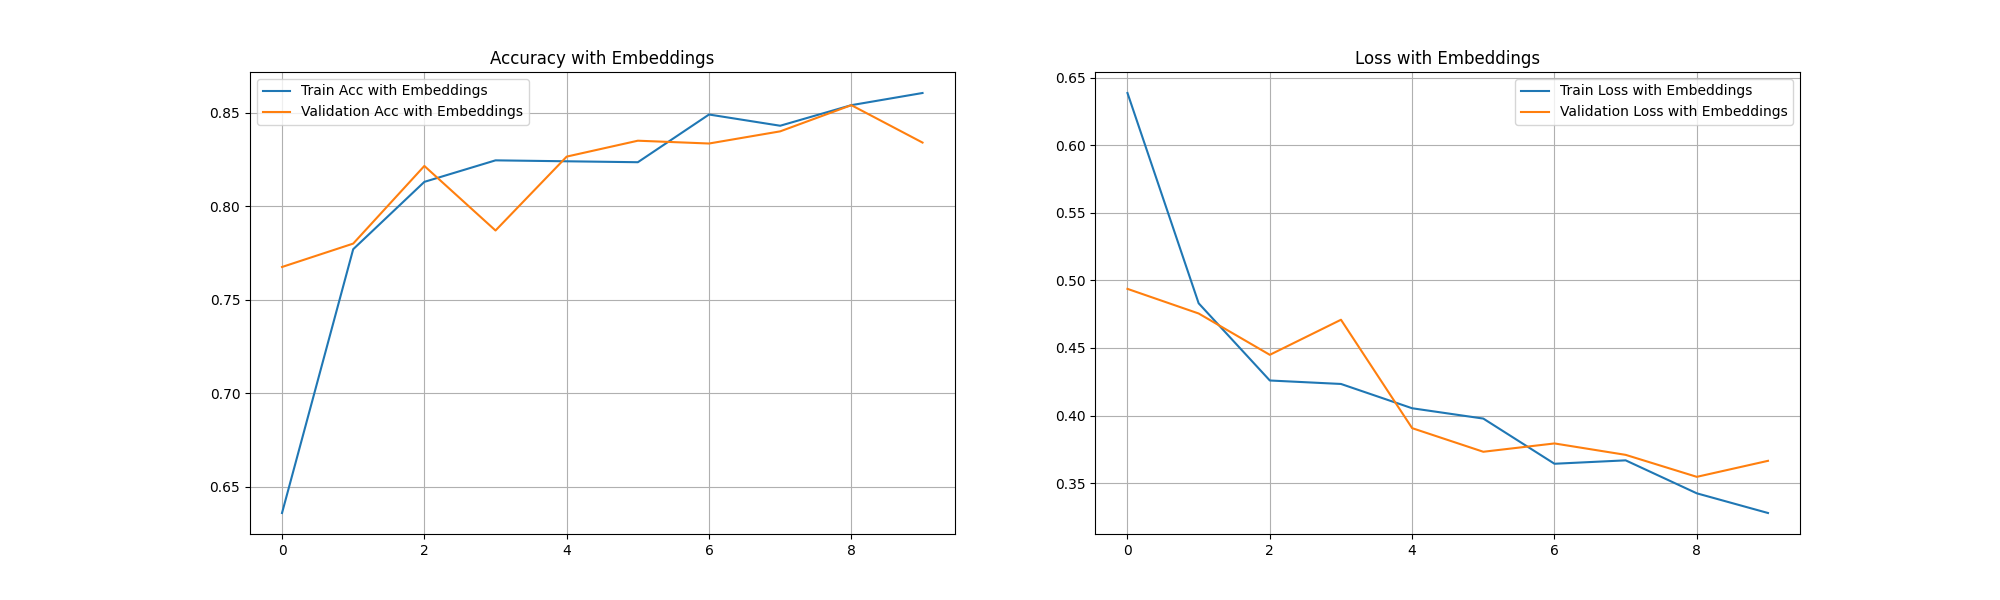 Accuracy with Embeddings
Train Acc with Embeddings
Validation Acc with Embeddings
0.85
0.80
0.75
0.70
0.65
0 2 4 6 8
Loss with Embeddings
Train Loss with Embeddings
Validation Loss with Embeddings
0.65
0.60
0.55
0.50
0.45
0.40
0.35
0 2 4 6 8